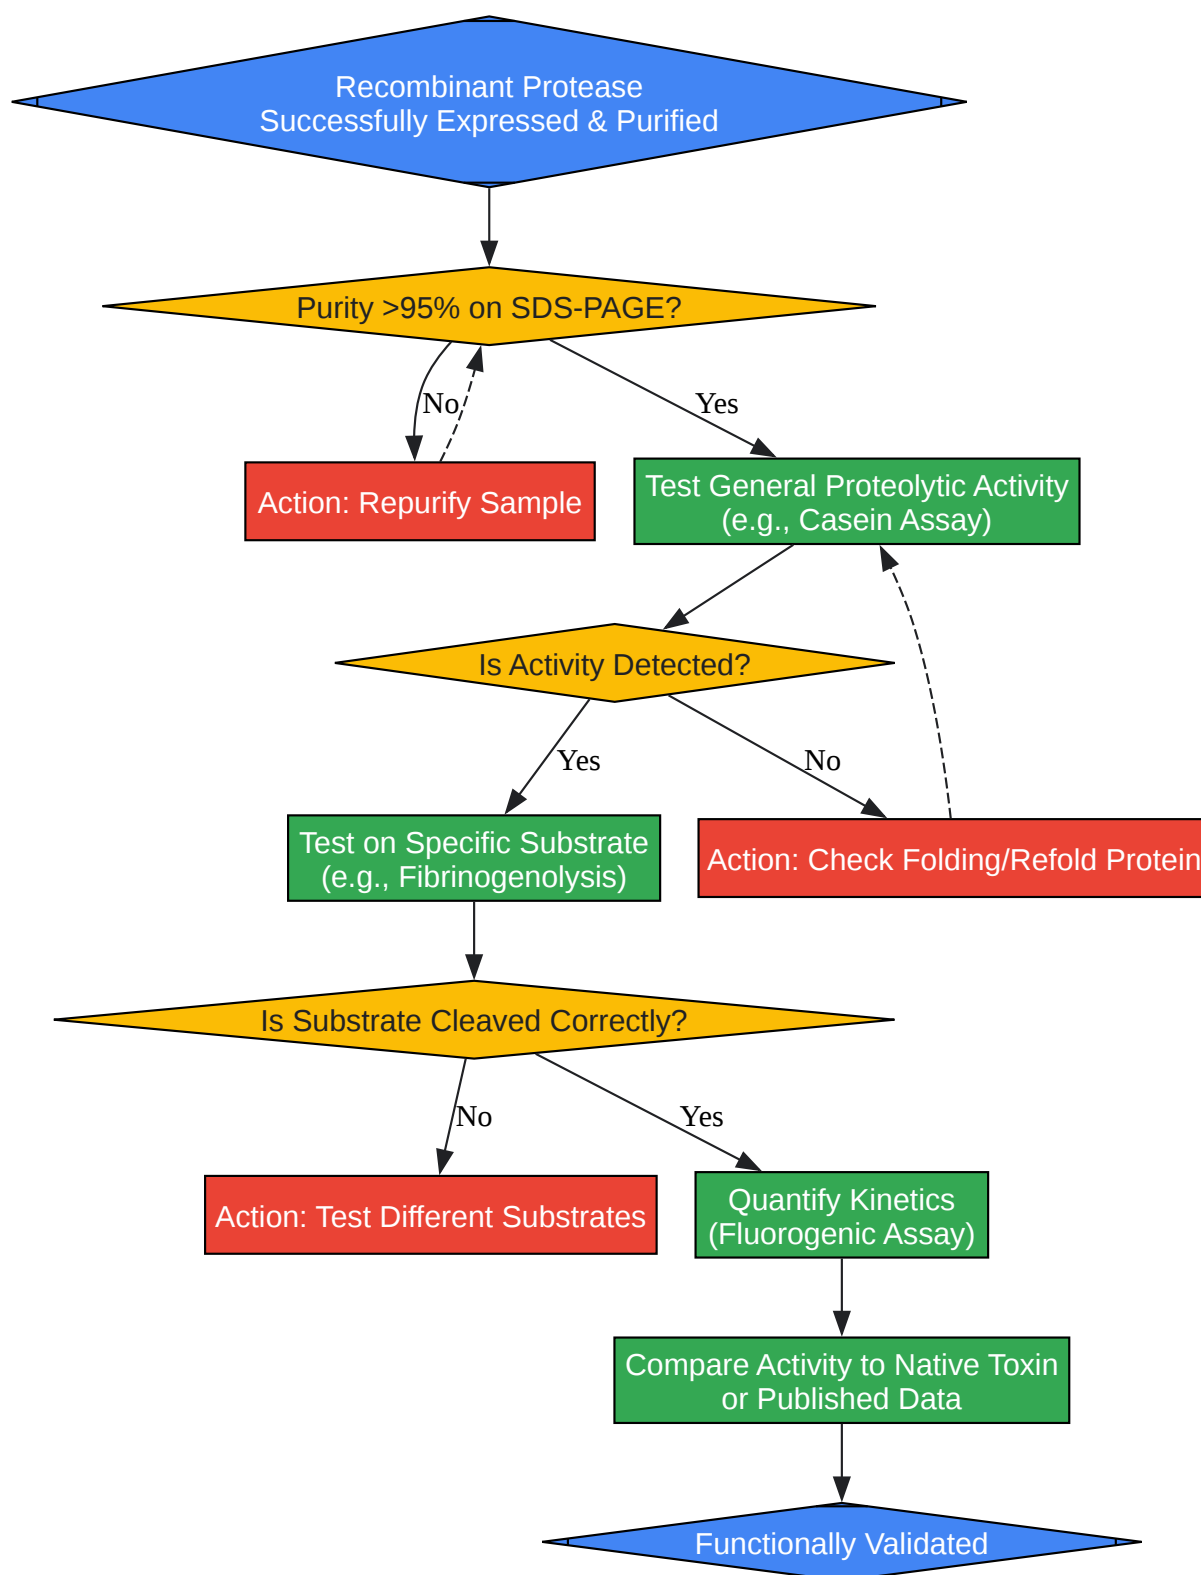 Recombinant Protease
Successfully Expressed & Purified
Purity >95% on SDS-PAGE?
No
Yes
Action: Repurify Sample
Test General Proteolytic Activity
(e.g., Casein Assay)
Is Activity Detected?
Yes
No
Test on Specific Substrate
(e.g., Fibrinogenolysis)
Action: Check Folding/Refold Protein
Is Substrate Cleaved Correctly?
No
Yes
Action: Test Different Substrates
Quantify Kinetics
(Fluorogenic Assay)
Compare Activity to Native Toxin
or Published Data
Functionally Validated